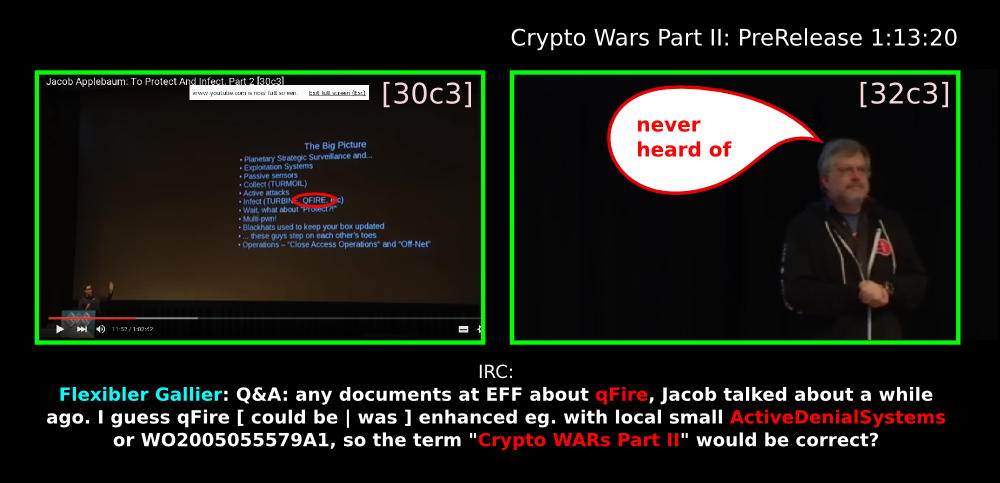 Crypto Wars Part II: PreRelease 1:13:20
Jacob Applebaum: To Protect And Infect, Part 2 [30c3]
www.youtube.com is now full screen. Exit full screen (Esc)
[30c3]
The Big Picture
• Planetary Strategic Surveillance and...
• Exploitation Systems
• Passive sensors
• Collect (TURMOIL)
• Active attacks
• Infect (TURBINE, QFIRE, etc)
• Wait, what about "Protect?!"
• Multi-pwn!
• Blackhats used to keep your box updated
• ... these guys step on each other's toes
• Operations – "Close Access Operations" and "Off-Net"
11:52 / 1:02:42
[32c3]
never
heard of
IRC:
Flexibler Gallier: Q&A: any documents at EFF about qFire, Jacob talked about a while
ago. I guess qFire [ could be | was ] enhanced eg. with local small ActiveDenialSystems
or WO2005055579A1, so the term "Crypto WARs Part II" would be correct?